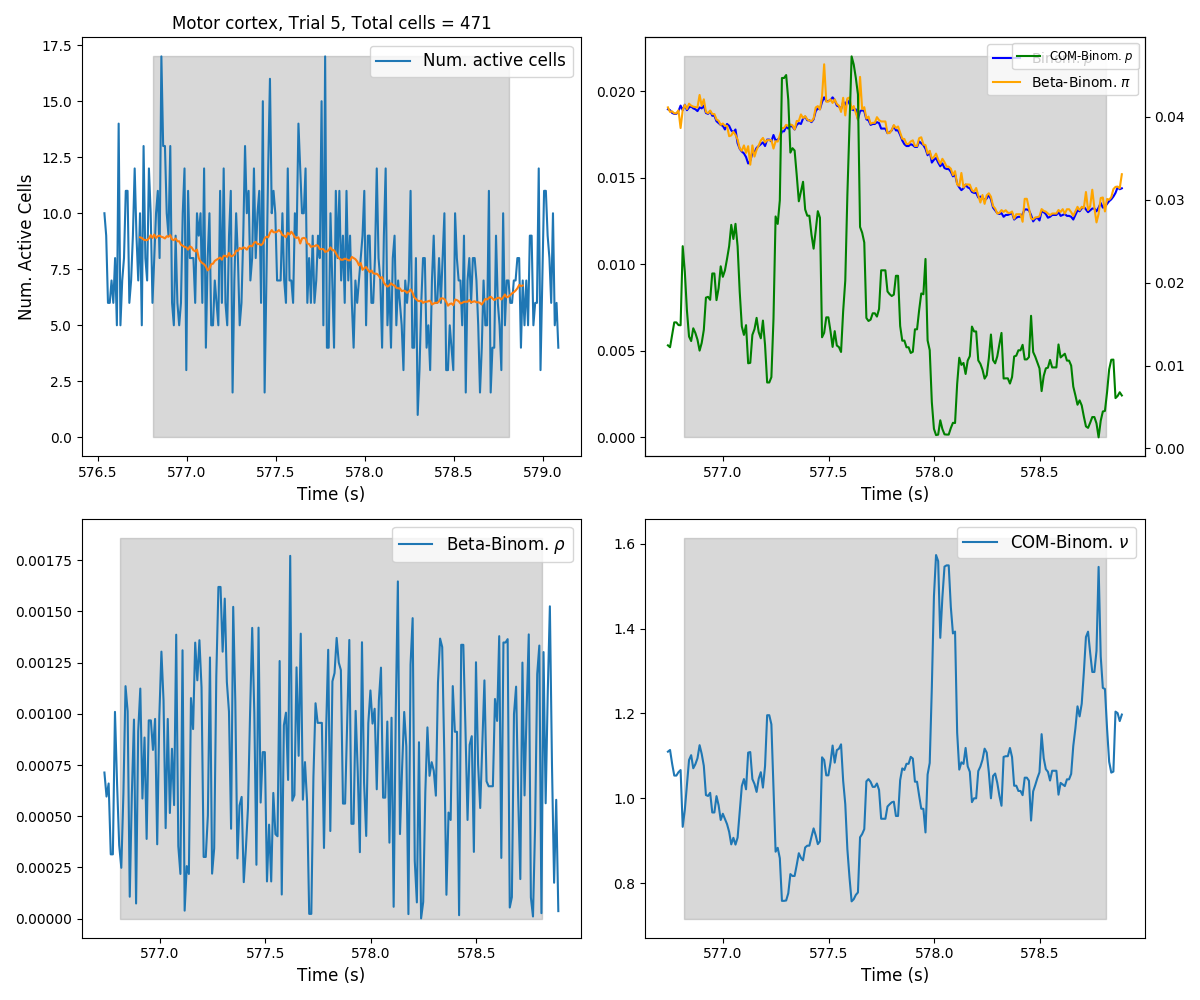 Motor cortex, Trial 5, Total cells = 471
17.5
15.0
12.5
10.0
7.5
5.0
2.5
0.0
Num. Active Cells
Num. active cells
576.5 577.0 577.5 578.0 578.5 579.0
Time (s)
0.020
0.015
0.010
0.005
0.000
COM-Binom. p
Beta-Binom. π
0.04
0.03
0.02
0.01
0.00
577.0 577.5 578.0 578.5
Time (s)
0.00175
0.00150
0.00125
0.00100
0.00075
0.00050
0.00025
0.00000
Beta-Binom. ρ
577.0 577.5 578.0 578.5
Time (s)
1.6
1.4
1.2
1.0
0.8
COM-Binom. ν
577.0 577.5 578.0 578.5
Time (s)